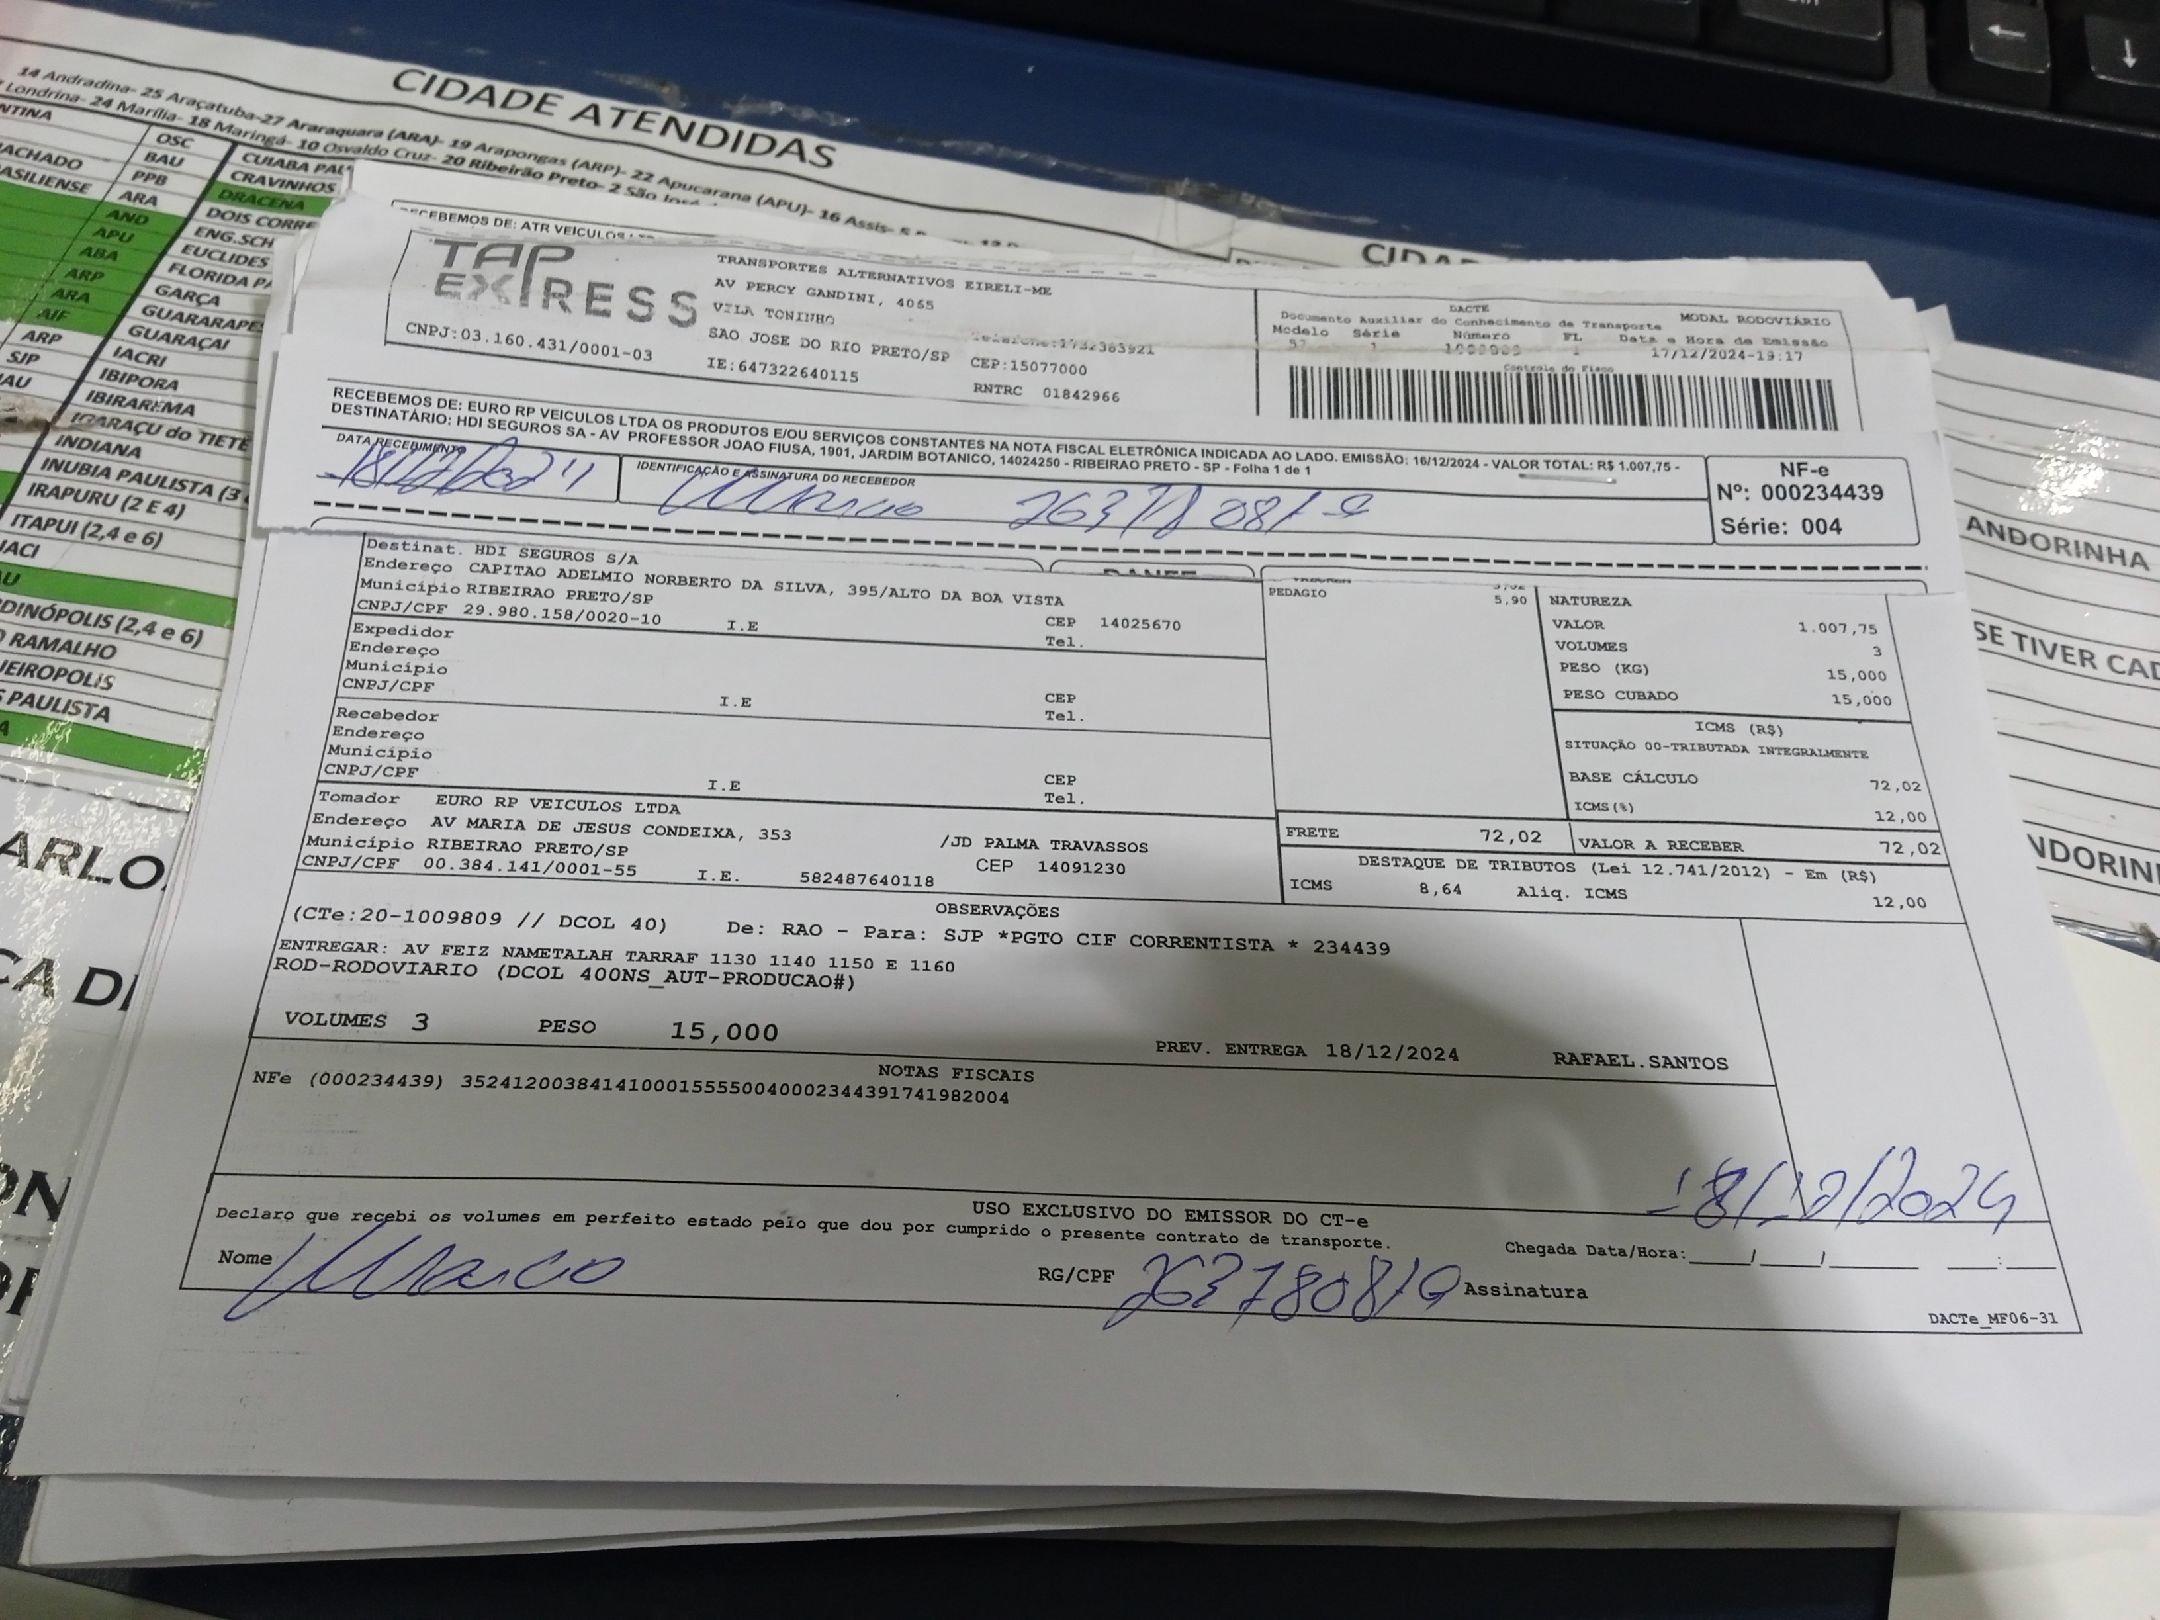 CIDADE ATENDIDAS
14 Andradina- 25 Araçatuba-27 Araraquara (ARA)- 19 Arapongas (ARP)- 22 Apucarana (APU)- 16 Assis-
Londrina- 24 Marília- 18 Maringá- 10 Osvaldo Cruz- 20 Ribeirão Preto- 2 São
OSC
BAU
PPB
ARA
AND
APU
ABA
ARP
ARA
AIF
ARP
SJP
CRAVINHOS
DRACENA
DOIS CORRE
ENG.SCH
EUCLIDES
FLORIDA PA
GARÇA
GUARARAPES
GUARAÇAI
IACRI
IBIPORA
IBIRAREMA
IGARAÇU do TIETE
INDIANA
INUBIA PAULISTA (3
IRAPURU (2 E 4)
ITAPUI (2,4 e 6)
DINÓPOLIS (2,4 e 6)
RAMALHO
PAULISTA
RECEBEMOS DE: ATR VEICULOS
TAP EXPRESS
CNPJ:03.160.431/0001-03
TRANSPORTES ALTERNATIVOS EIRELI-ME
AV PERCY GANDINI, 4065
VILA TONINHO
SAO JOSE DO RIO PRETO/SP CEP:15077000
IE:647322640115
RNTRC 01842966
DACTE
Documento Auxiliar do Conhecimento de Transporte MODAL RODOVIÁRIO
Modelo Série Número FL Data e Hora de Emissão
17/12/2024-19:17
Controle do Fisco
RECEBEMOS DE: EURO RP VEICULOS LTDA OS PRODUTOS E/OU SERVIÇOS CONSTANTES NA NOTA FISCAL ELETRÔNICA INDICADA AO LADO. EMISSÃO: 16/12/2024 - VALOR TOTAL: R$ 1.007,75 -
DESTINATÁRIO: HDI SEGUROS SA - AV PROFESSOR JOAO FIUSA, 1901, JARDIM BOTANICO, 14024250 - RIBEIRAO PRETO - SP - Folha 1 de 1
DATA RECEBIMENTO
18/12/2024
IDENTIFICAÇÃO E ASSINATURA DO RECEBEDOR
NF-e
Nº: 000234439
Série: 004
Destinat. HDI SEGUROS S/A
Endereço CAPITAO ADELMIO NORBERTO DA SILVA, 395/ALTO DA BOA VISTA
Município RIBEIRAO PRETO/SP
CNPJ/CPF 29.980.158/0020-10 I.E CEP 14025670
Tel.
Expedidor
Endereço
Município
CNPJ/CPF I.E CEP
Tel.
Recebedor
Endereço
Município
CNPJ/CPF I.E CEP
Tel.
PEDAGIO 5,90
NATUREZA
VALOR 1.007,75
VOLUMES 3
PESO (KG) 15,000
PESO CUBADO 15,000
ICMS (R$)
SITUAÇÃO 00-TRIBUTADA INTEGRALMENTE
BASE CÁLCULO 72,02
ICMS(%) 12,00
Tomador EURO RP VEICULOS LTDA
Endereço AV MARIA DE JESUS CONDEIXA, 353 /JD PALMA TRAVASSOS
Município RIBEIRAO PRETO/SP CEP 14091230
CNPJ/CPF 00.384.141/0001-55 I.E. 582487640118
FRETE 72,02 VALOR A RECEBER 72,02
DESTAQUE DE TRIBUTOS (Lei 12.741/2012) - Em (R$)
ICMS 8,64 Aliq. ICMS 12,00
OBSERVAÇÕES
(CTe:20-1009809 // DCOL 40) De: RAO - Para: SJP *PGTO CIF CORRENTISTA * 234439
ENTREGAR: AV FEIZ NAMETALAH TARRAF 1130 1140 1150 E 1160
ROD-RODOVIARIO (DCOL 400NS_AUT-PRODUCAO#)
VOLUMES 3 PESO 15,000
PREV. ENTREGA 18/12/2024 RAFAEL.SANTOS
NOTAS FISCAIS
NFe (000234439) 35241200384141000155550040002344391741982004
18/12/2024
USO EXCLUSIVO DO EMISSOR DO CT-e
Declaro que recebi os volumes em perfeito estado pelo que dou por cumprido o presente contrato de transporte.
Chegada Data/Hora:____/____/______ ___:___
Nome
RG/CPF
Assinatura
DACTe_MF06-31
ANDORINHA
SE TIVER CAD